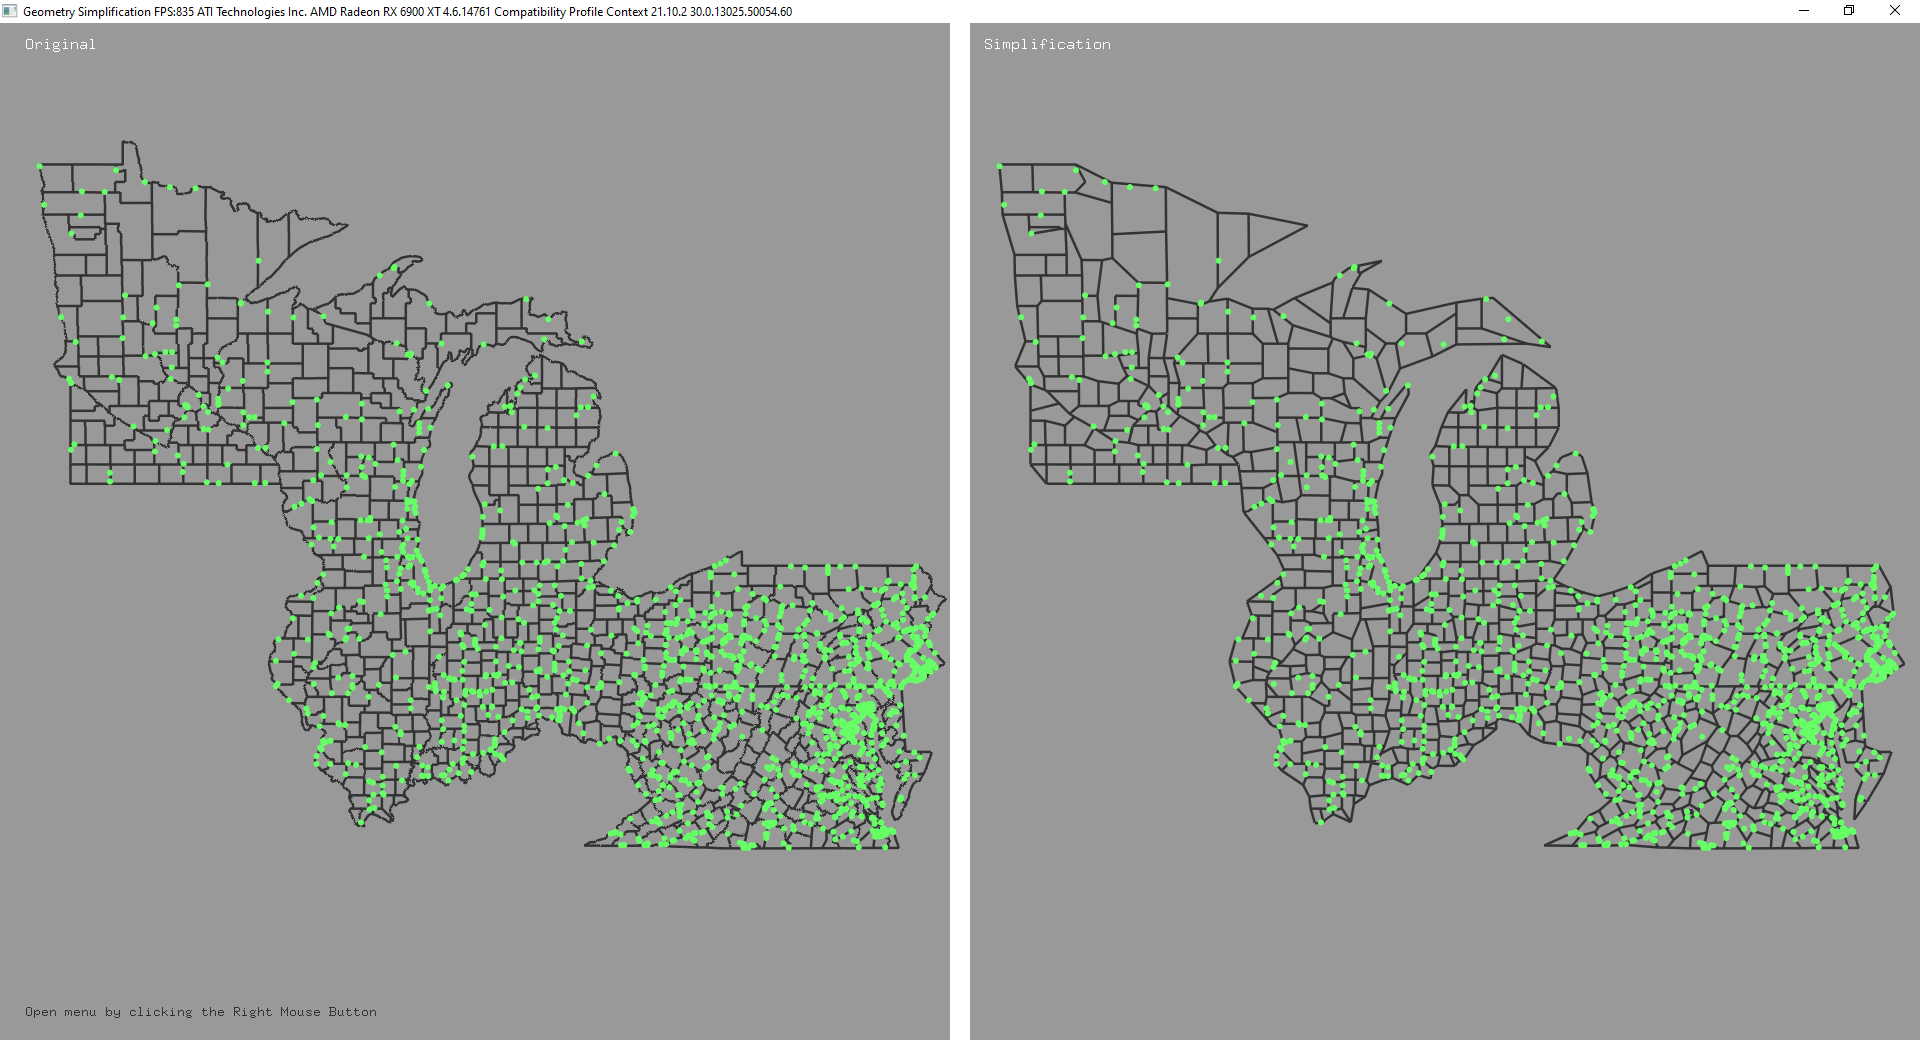 Geometry Simplification FPS:835 ATI Technologies Inc. AMD Radeon RX 6900 XT 4.6.14761 Compatibility Profile Context 21.10.2 30.0.13025.50054.60
Original
Simplification
Open menu by clicking the Right Mouse Button